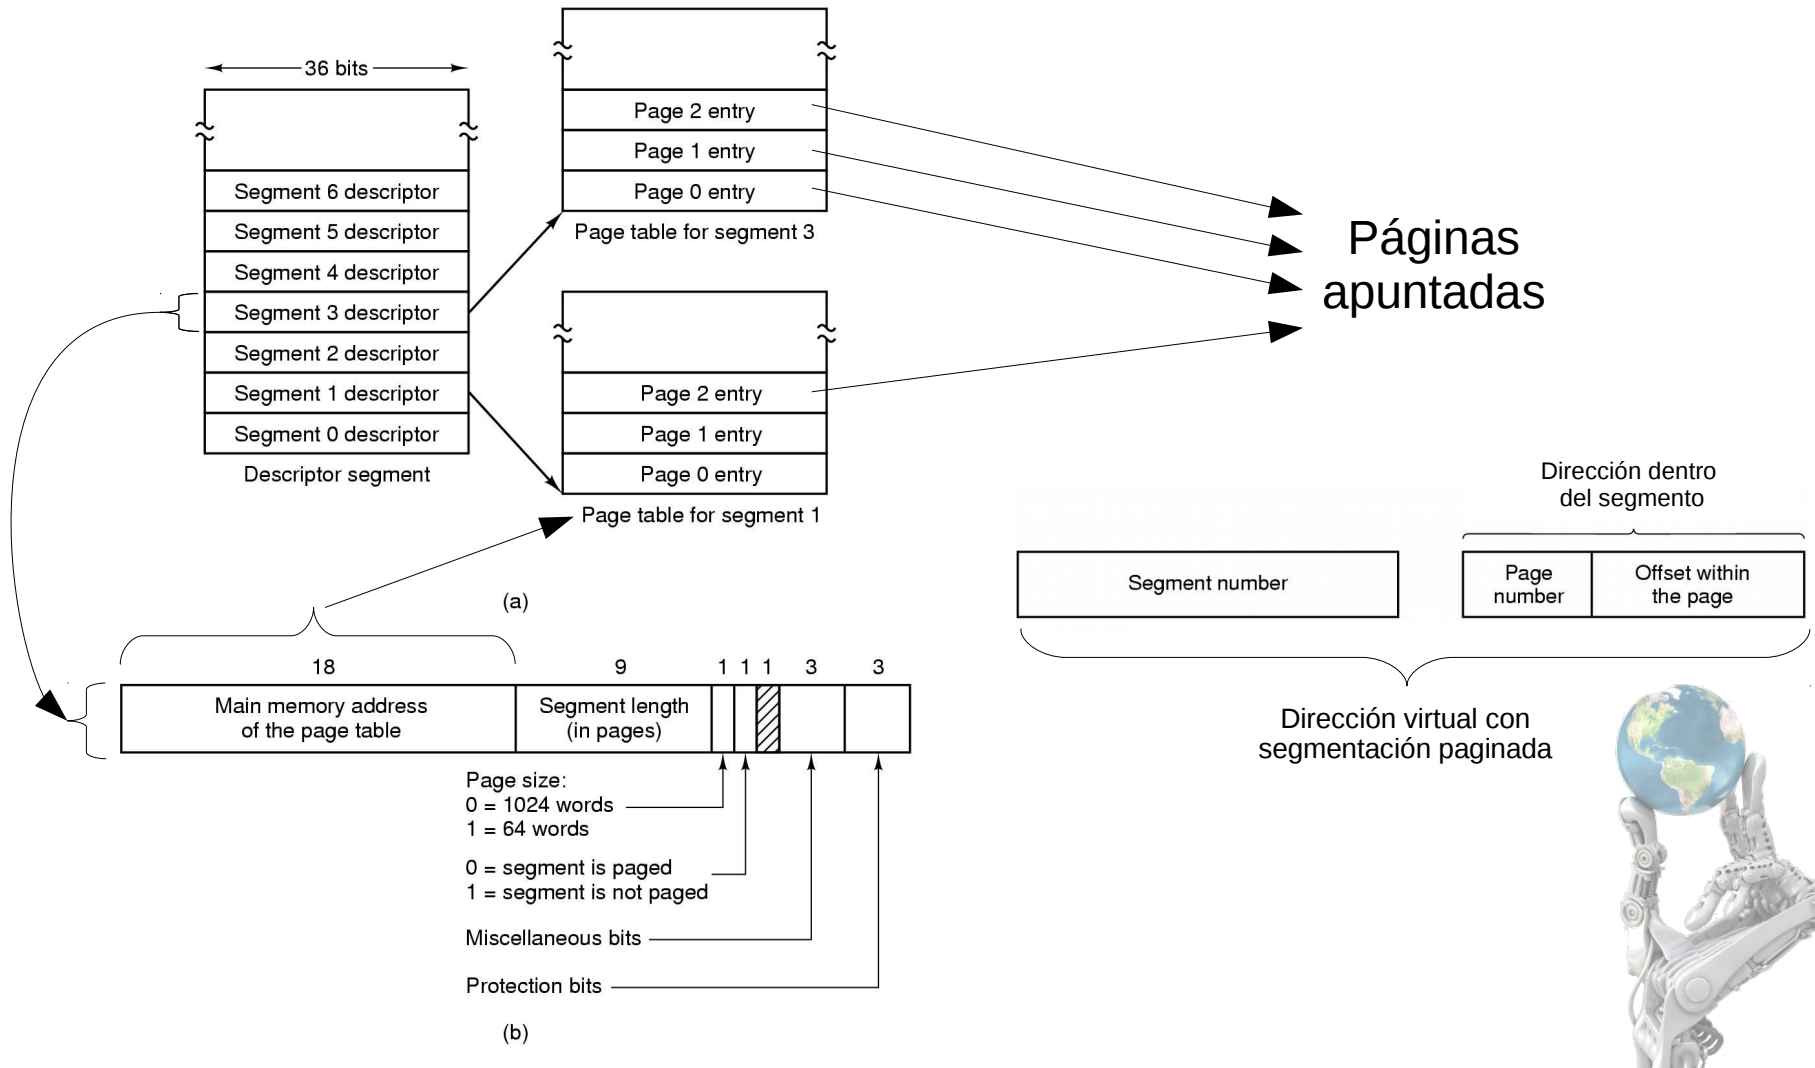 36 bits
Segment 6 descriptor
Segment 5 descriptor
Segment 4 descriptor
Segment 3 descriptor
Segment 2 descriptor
Segment 1 descriptor
Segment 0 descriptor
Descriptor segment
Page 2 entry
Page 1 entry
Page 0 entry
Page table for segment 3
Page 2 entry
Page 1 entry
Page 0 entry
Page table for segment 1
Páginas
apuntadas
(a)
18
9
1
1
1
3
3
Main memory address
of the page table
Segment length
(in pages)
Page size:
0 = 1024 words
1 = 64 words
0 = segment is paged
1 = segment is not paged
Miscellaneous bits
Protection bits
(b)
Dirección dentro
del segmento
Segment number
Page
number
Offset within
the page
Dirección virtual con
segmentación paginada